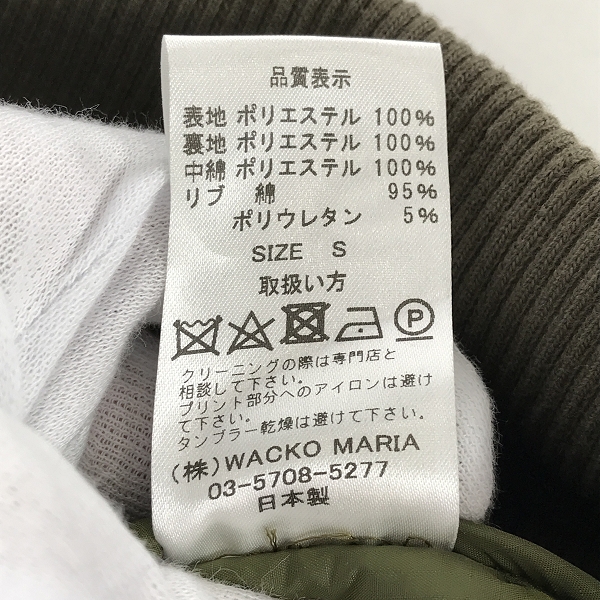 品質表示
表地 ポリエステル 100%
裏地 ポリエステル 100%
中綿 ポリエステル 100%
リブ 綿 95%
ポリウレタン 5%
SIZE S
取扱い方
P
クリーニングの際は専門店と
相談して下さい。
プリント部分へのアイロンは避け
て下さい。
タンブラー乾燥は避けて下さい。
(株)WACKO MARIA
03-5708-5277
日本製